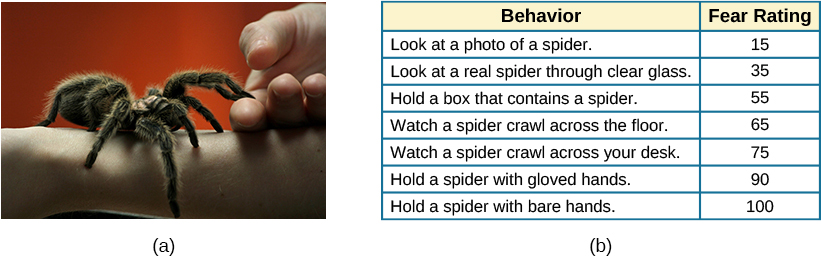 Behavior Fear Rating
Look at a photo of a spider. 15
Look at a real spider through clear glass. 35
Hold a box that contains a spider. 55
Watch a spider crawl across the floor. 65
Watch a spider crawl across your desk. 75
Hold a spider with gloved hands. 90
Hold a spider with bare hands. 100
(a) (b)